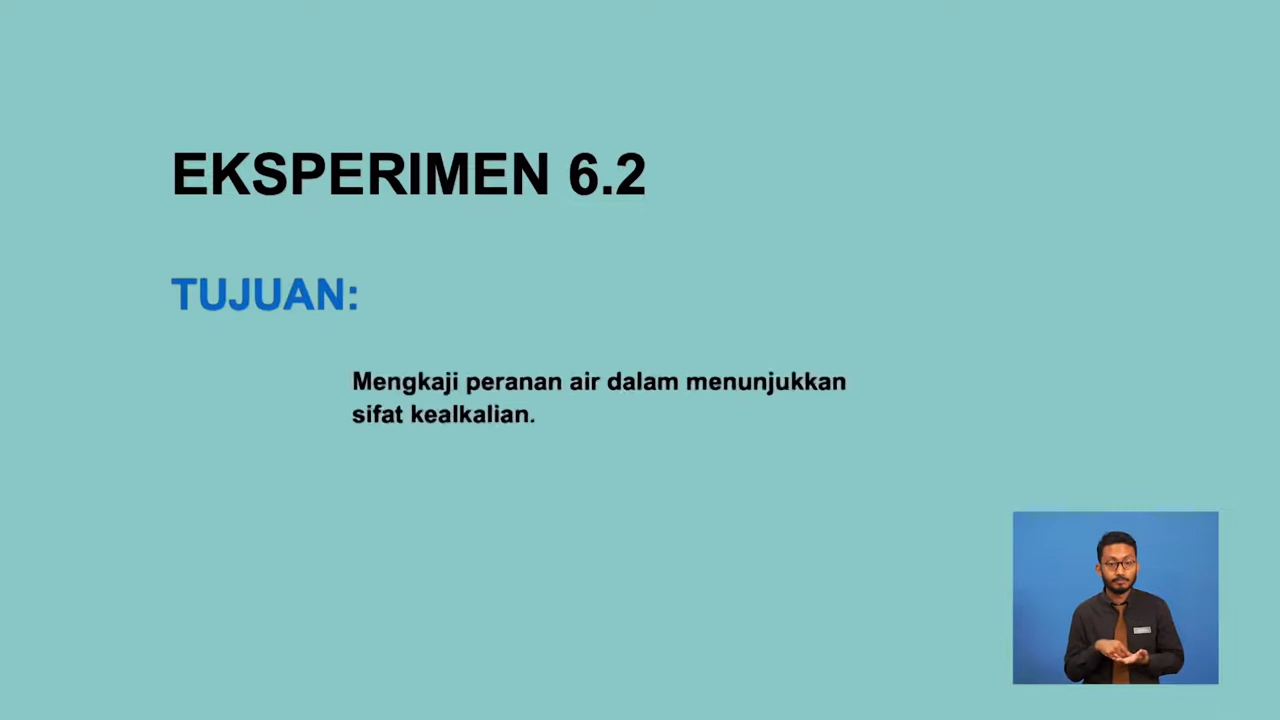 EKSPERIMEN 6.2
TUJUAN:
Mengkaji peranan air dalam menunjukkan
sifat kealkalian.